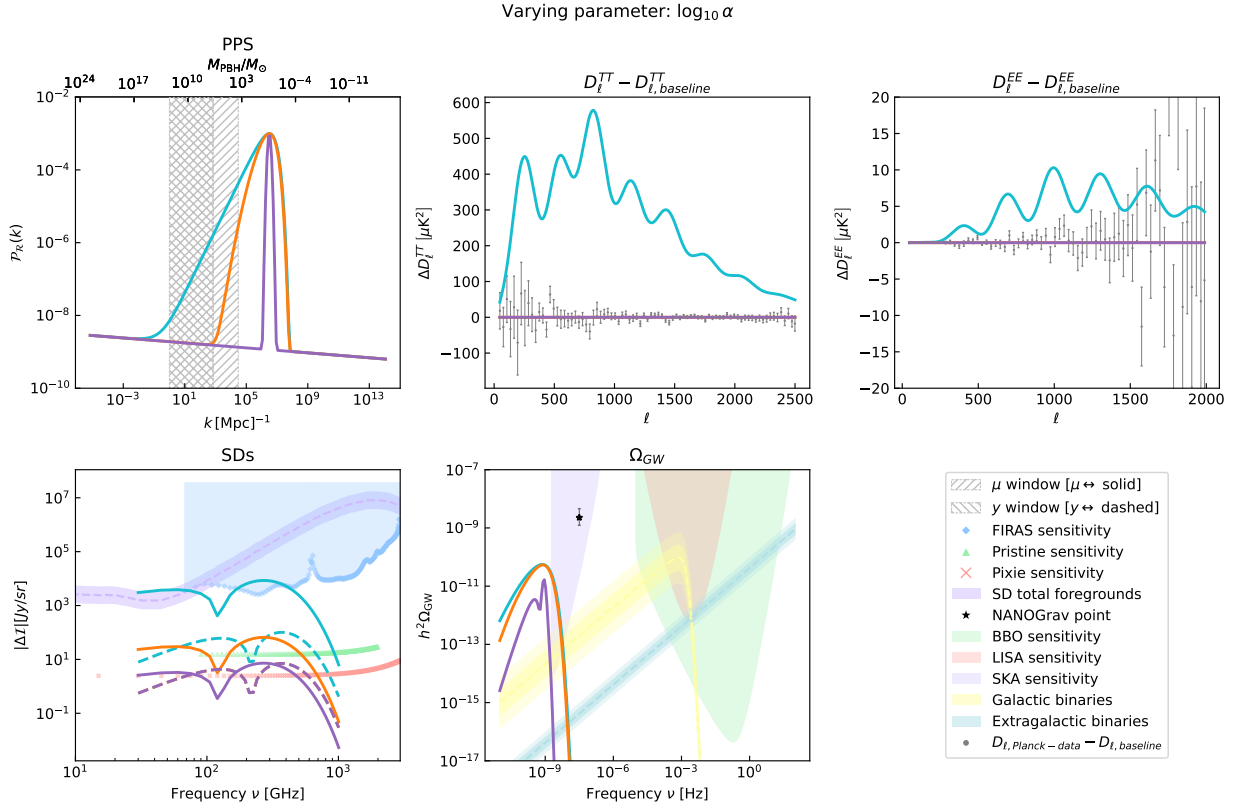 Varying parameter: log₁₀ α
PPS
M_PBH/M_⊙
10²⁴ 10¹⁷ 10¹⁰ 10³ 10⁻⁴ 10⁻¹¹
10⁻²
10⁻⁴
10⁻⁶
10⁻⁸
10⁻¹⁰
P_R(k)
10⁻³ 10¹ 10⁵ 10⁹ 10¹³
k [Mpc]⁻¹
D_ℓ^{TT} − D_{ℓ, baseline}^{TT}
600
500
400
300
200
100
0
−100
ΔD_ℓ^{TT} [μK²]
0 500 1000 1500 2000 2500
ℓ
D_ℓ^{EE} − D_{ℓ, baseline}^{EE}
20
15
10
5
0
−5
−10
−15
−20
ΔD_ℓ^{EE} [μK²]
0 500 1000 1500 2000
ℓ
SDs
10⁷
10⁵
10³
10¹
10⁻¹
|ΔI|[Jy/sr]
10¹ 10² 10³
Frequency ν [GHz]
Ω_GW
10⁻⁷
10⁻⁹
10⁻¹¹
10⁻¹³
10⁻¹⁵
10⁻¹⁷
h²Ω_GW
10⁻⁹ 10⁻⁶ 10⁻³ 10⁰
Frequency ν [Hz]
μ window [μ↔ solid]
y window [y↔ dashed]
FIRAS sensitivity
Pristine sensitivity
Pixie sensitivity
SD total foregrounds
NANOGrav point
BBO sensitivity
LISA sensitivity
SKA sensitivity
Galactic binaries
Extragalactic binaries
D_{ℓ, Planck−data} − D_{ℓ, baseline}